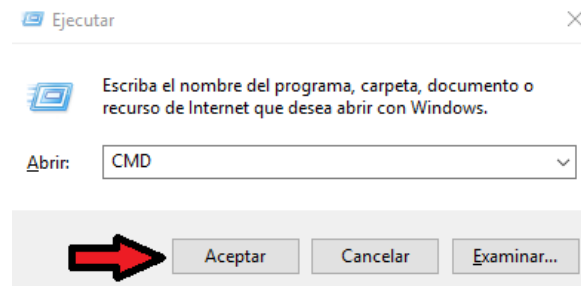 Ejecutar
Escriba el nombre del programa, carpeta, documento o
recurso de Internet que desea abrir con Windows.
Abrir: CMD
Aceptar Cancelar Examinar...